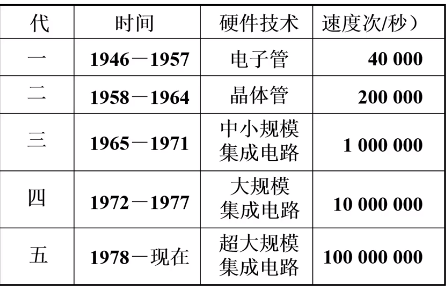 代 时间 硬件技术 速度次/秒）
一 1946－1957 电子管 40 000
二 1958－1964 晶体管 200 000
三 1965－1971 中小规模
集成电路 1 000 000
四 1972－1977 大规模
集成电路 10 000 000
五 1978－现在 超大规模
集成电路 100 000 000